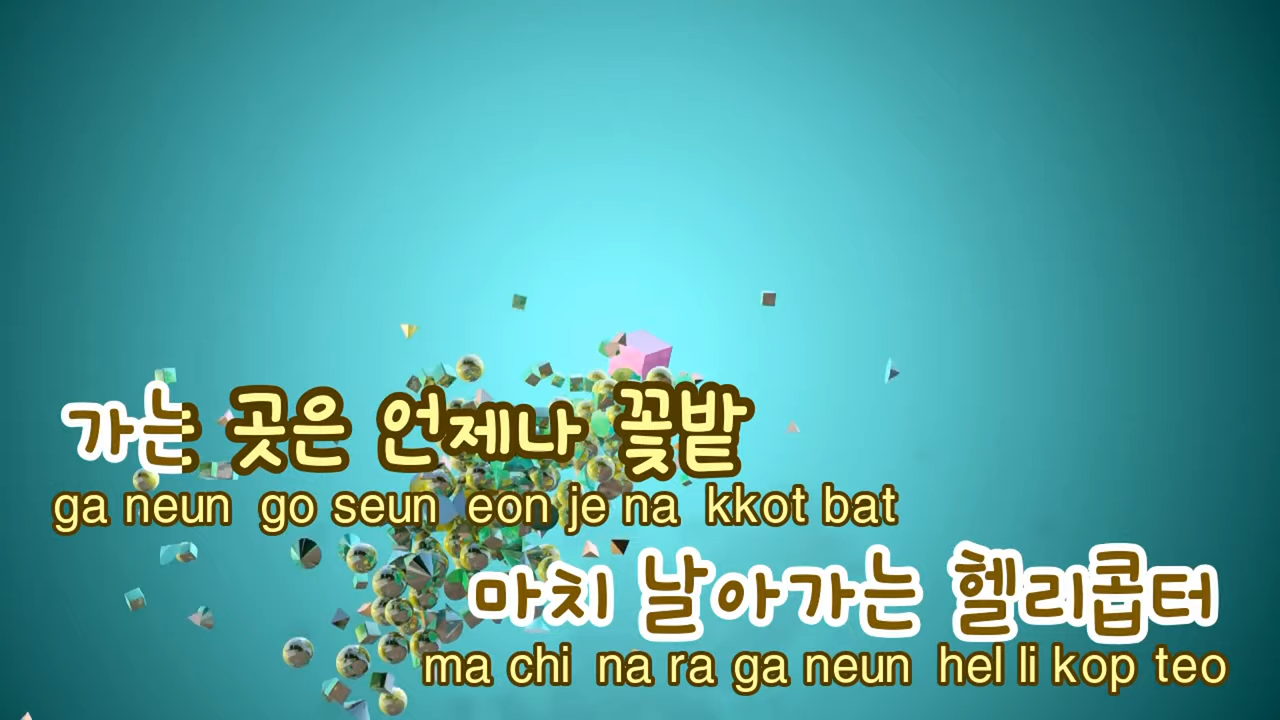 가는 곳은 언제나 꽃밭
ga neun go seun eon je na kkot bat
마치 날아가는 헬리콥터
ma chi na ra ga neun hel li kop teo